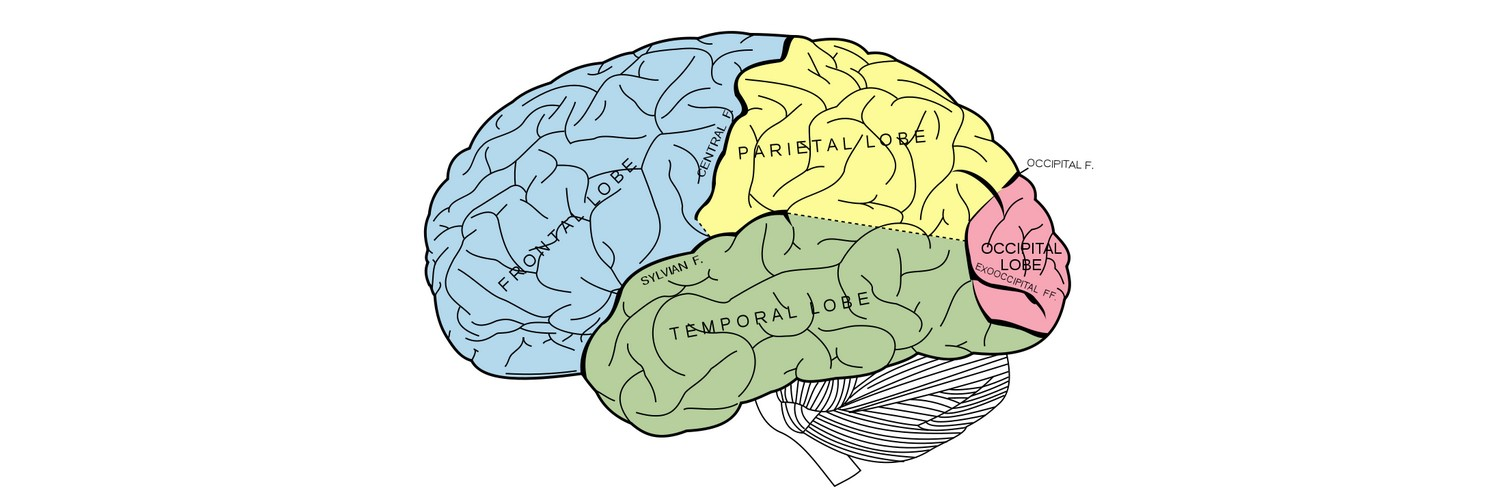 FRONTAL LOBE
CENTRAL F.
PARIETAL LOBE
OCCIPITAL F.
OCCIPITAL
LOBE
EXOOCCIPITAL FF.
SYLVIAN F.
TEMPORAL LOBE